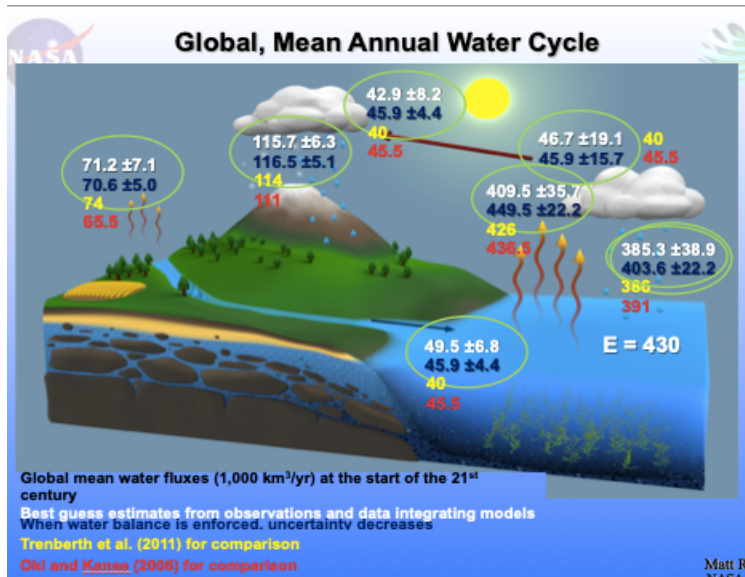 NASA
Global, Mean Annual Water Cycle
42.9 ±8.2
45.9 ±4.4
40
45.5
115.7 ±6.3
116.5 ±5.1
114
111
46.7 ±19.1 40
45.9 ±15.7 45.5
71.2 ±7.1
70.6 ±5.0
74
65.5
409.5 ±35.7
449.5 ±22.2
426
436.5
385.3 ±38.9
403.6 ±22.2
386
391
49.5 ±6.8
45.9 ±4.4
40
45.5
E = 430
Global mean water fluxes (1,000 km³/yr) at the start of the 21st
century
Best guess estimates from observations and data integrating models
When water balance is enforced, uncertainty decreases
Trenberth et al. (2011) for comparison
Oki and Kanae (2006) for comparison
Matt R